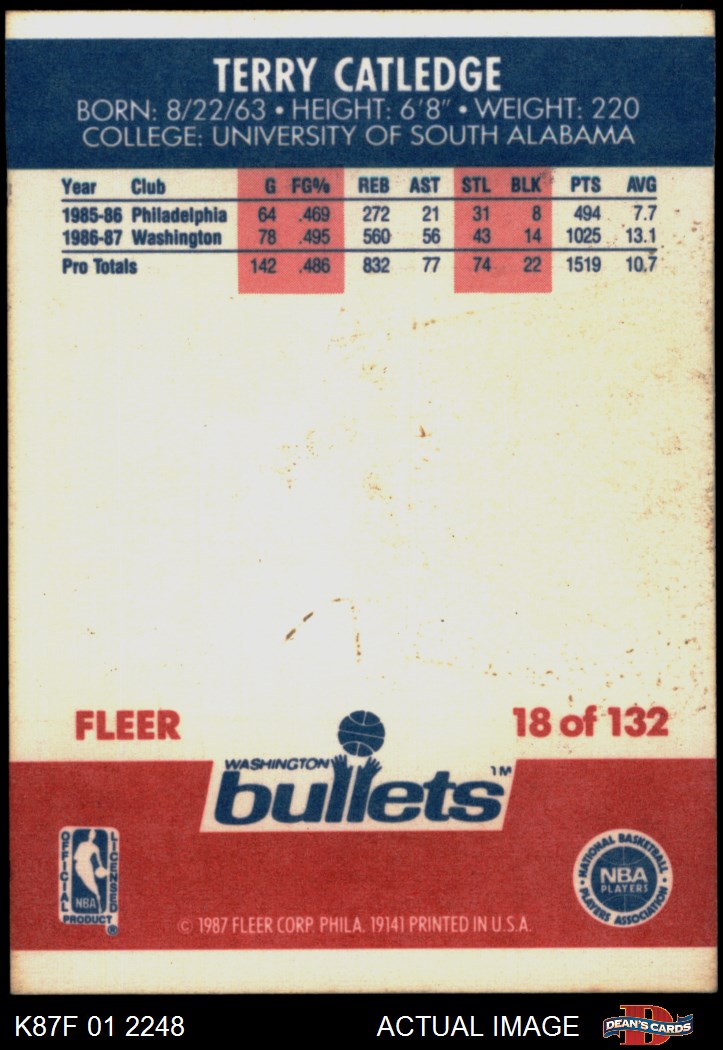 TERRY CATLEDGE
BORN: 8/22/63 • HEIGHT: 6'8" • WEIGHT: 220
COLLEGE: UNIVERSITY OF SOUTH ALABAMA
Year Club G FG% REB AST STL BLK PTS AVG
1985-86 Philadelphia 64 .469 272 21 31 8 494 7.7
1986-87 Washington 78 .495 560 56 43 14 1025 13.1
Pro Totals 142 .486 832 77 74 22 1519 10.7
FLEER
18 of 132
WASHINGTON
bullets™
OFFICIAL LICENSED
NBA
PRODUCT ®
• NATIONAL BASKETBALL •
NBA
PLAYERS
PLAYERS ASSOCIATION
© 1987 FLEER CORP. PHILA. 19141 PRINTED IN U.S.A.
K87F 01 2248
ACTUAL IMAGE
D
DEAN'S CARDS